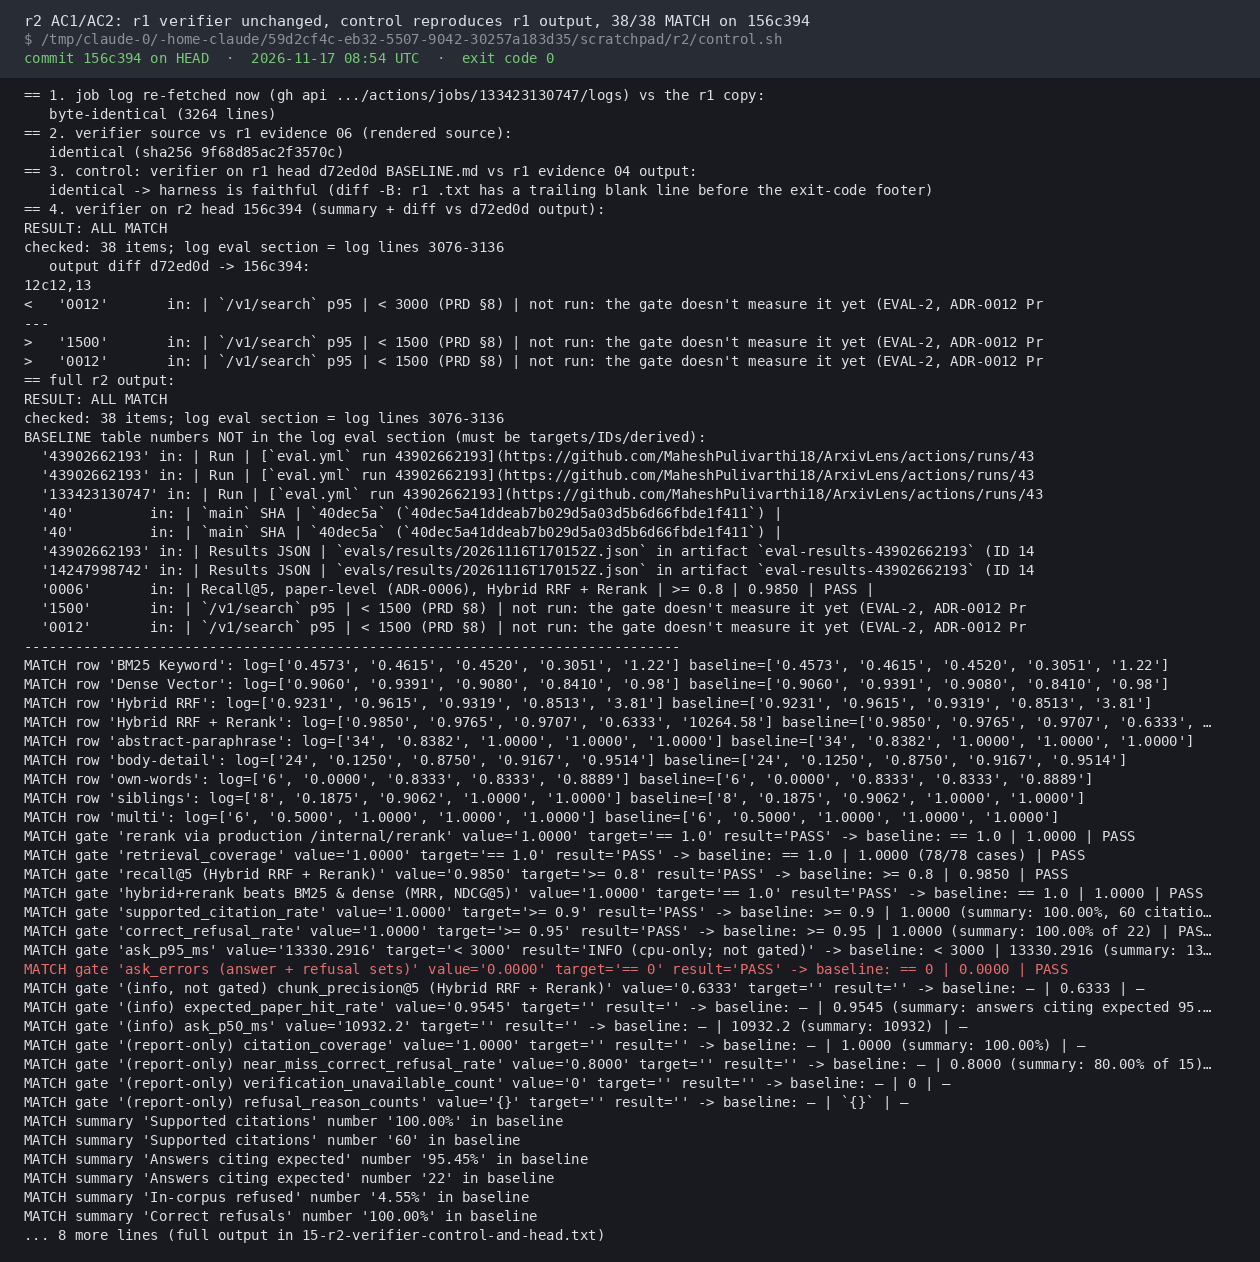 r2 AC1/AC2: r1 verifier unchanged, control reproduces r1 output, 38/38 MATCH on 156c394
$ /tmp/claude-0/-home-claude/59d2cf4c-eb32-5507-9042-30257a183d35/scratchpad/r2/control.sh
commit 156c394 on HEAD  ·  2026-11-17 08:54 UTC  ·  exit code 0
== 1. job log re-fetched now (gh api .../actions/jobs/133423130747/logs) vs the r1 copy:
   byte-identical (3264 lines)
== 2. verifier source vs r1 evidence 06 (rendered source):
   identical (sha256 9f68d85ac2f3570c)
== 3. control: verifier on r1 head d72ed0d BASELINE.md vs r1 evidence 04 output:
   identical -> harness is faithful (diff -B: r1 .txt has a trailing blank line before the exit-code footer)
== 4. verifier on r2 head 156c394 (summary + diff vs d72ed0d output):
RESULT: ALL MATCH
checked: 38 items; log eval section = log lines 3076-3136
   output diff d72ed0d -> 156c394:
12c12,13
<   '0012'       in: | `/v1/search` p95 | < 3000 (PRD §8) | not run: the gate doesn't measure it yet (EVAL-2, ADR-0012 Pr
---
>   '1500'       in: | `/v1/search` p95 | < 1500 (PRD §8) | not run: the gate doesn't measure it yet (EVAL-2, ADR-0012 Pr
>   '0012'       in: | `/v1/search` p95 | < 1500 (PRD §8) | not run: the gate doesn't measure it yet (EVAL-2, ADR-0012 Pr
== full r2 output:
RESULT: ALL MATCH
checked: 38 items; log eval section = log lines 3076-3136
BASELINE table numbers NOT in the log eval section (must be targets/IDs/derived):
  '43902662193' in: | Run | [`eval.yml` run 43902662193](https://github.com/MaheshPulivarthi18/ArxivLens/actions/runs/43
  '43902662193' in: | Run | [`eval.yml` run 43902662193](https://github.com/MaheshPulivarthi18/ArxivLens/actions/runs/43
  '133423130747' in: | Run | [`eval.yml` run 43902662193](https://github.com/MaheshPulivarthi18/ArxivLens/actions/runs/43
  '40'         in: | `main` SHA | `40dec5a` (`40dec5a41ddeab7b029d5a03d5b6d66fbde1f411`) |
  '40'         in: | `main` SHA | `40dec5a` (`40dec5a41ddeab7b029d5a03d5b6d66fbde1f411`) |
  '43902662193' in: | Results JSON | `evals/results/20261116T170152Z.json` in artifact `eval-results-43902662193` (ID 14
  '14247998742' in: | Results JSON | `evals/results/20261116T170152Z.json` in artifact `eval-results-43902662193` (ID 14
  '0006'       in: | Recall@5, paper-level (ADR-0006), Hybrid RRF + Rerank | >= 0.8 | 0.9850 | PASS |
  '1500'       in: | `/v1/search` p95 | < 1500 (PRD §8) | not run: the gate doesn't measure it yet (EVAL-2, ADR-0012 Pr
  '0012'       in: | `/v1/search` p95 | < 1500 (PRD §8) | not run: the gate doesn't measure it yet (EVAL-2, ADR-0012 Pr
------------------------------------------------------------------------------
MATCH row 'BM25 Keyword': log=['0.4573', '0.4615', '0.4520', '0.3051', '1.22'] baseline=['0.4573', '0.4615', '0.4520', '0.3051', '1.22']
MATCH row 'Dense Vector': log=['0.9060', '0.9391', '0.9080', '0.8410', '0.98'] baseline=['0.9060', '0.9391', '0.9080', '0.8410', '0.98']
MATCH row 'Hybrid RRF': log=['0.9231', '0.9615', '0.9319', '0.8513', '3.81'] baseline=['0.9231', '0.9615', '0.9319', '0.8513', '3.81']
MATCH row 'Hybrid RRF + Rerank': log=['0.9850', '0.9765', '0.9707', '0.6333', '10264.58'] baseline=['0.9850', '0.9765', '0.9707', '0.6333', …
MATCH row 'abstract-paraphrase': log=['34', '0.8382', '1.0000', '1.0000', '1.0000'] baseline=['34', '0.8382', '1.0000', '1.0000', '1.0000']
MATCH row 'body-detail': log=['24', '0.1250', '0.8750', '0.9167', '0.9514'] baseline=['24', '0.1250', '0.8750', '0.9167', '0.9514']
MATCH row 'own-words': log=['6', '0.0000', '0.8333', '0.8333', '0.8889'] baseline=['6', '0.0000', '0.8333', '0.8333', '0.8889']
MATCH row 'siblings': log=['8', '0.1875', '0.9062', '1.0000', '1.0000'] baseline=['8', '0.1875', '0.9062', '1.0000', '1.0000']
MATCH row 'multi': log=['6', '0.5000', '1.0000', '1.0000', '1.0000'] baseline=['6', '0.5000', '1.0000', '1.0000', '1.0000']
MATCH gate 'rerank via production /internal/rerank' value='1.0000' target='== 1.0' result='PASS' -> baseline: == 1.0 | 1.0000 | PASS
MATCH gate 'retrieval_coverage' value='1.0000' target='== 1.0' result='PASS' -> baseline: == 1.0 | 1.0000 (78/78 cases) | PASS
MATCH gate 'recall@5 (Hybrid RRF + Rerank)' value='0.9850' target='>= 0.8' result='PASS' -> baseline: >= 0.8 | 0.9850 | PASS
MATCH gate 'hybrid+rerank beats BM25 & dense (MRR, NDCG@5)' value='1.0000' target='== 1.0' result='PASS' -> baseline: == 1.0 | 1.0000 | PASS
MATCH gate 'supported_citation_rate' value='1.0000' target='>= 0.9' result='PASS' -> baseline: >= 0.9 | 1.0000 (summary: 100.00%, 60 citatio…
MATCH gate 'correct_refusal_rate' value='1.0000' target='>= 0.95' result='PASS' -> baseline: >= 0.95 | 1.0000 (summary: 100.00% of 22) | PAS…
MATCH gate 'ask_p95_ms' value='13330.2916' target='< 3000' result='INFO (cpu-only; not gated)' -> baseline: < 3000 | 13330.2916 (summary: 13…
MATCH gate 'ask_errors (answer + refusal sets)' value='0.0000' target='== 0' result='PASS' -> baseline: == 0 | 0.0000 | PASS
MATCH gate '(info, not gated) chunk_precision@5 (Hybrid RRF + Rerank)' value='0.6333' target='' result='' -> baseline: — | 0.6333 | —
MATCH gate '(info) expected_paper_hit_rate' value='0.9545' target='' result='' -> baseline: — | 0.9545 (summary: answers citing expected 95.…
MATCH gate '(info) ask_p50_ms' value='10932.2' target='' result='' -> baseline: — | 10932.2 (summary: 10932) | —
MATCH gate '(report-only) citation_coverage' value='1.0000' target='' result='' -> baseline: — | 1.0000 (summary: 100.00%) | —
MATCH gate '(report-only) near_miss_correct_refusal_rate' value='0.8000' target='' result='' -> baseline: — | 0.8000 (summary: 80.00% of 15)…
MATCH gate '(report-only) verification_unavailable_count' value='0' target='' result='' -> baseline: — | 0 | —
MATCH gate '(report-only) refusal_reason_counts' value='{}' target='' result='' -> baseline: — | `{}` | —
MATCH summary 'Supported citations' number '100.00%' in baseline
MATCH summary 'Supported citations' number '60' in baseline
MATCH summary 'Answers citing expected' number '95.45%' in baseline
MATCH summary 'Answers citing expected' number '22' in baseline
MATCH summary 'In-corpus refused' number '4.55%' in baseline
MATCH summary 'Correct refusals' number '100.00%' in baseline
... 8 more lines (full output in 15-r2-verifier-control-and-head.txt)